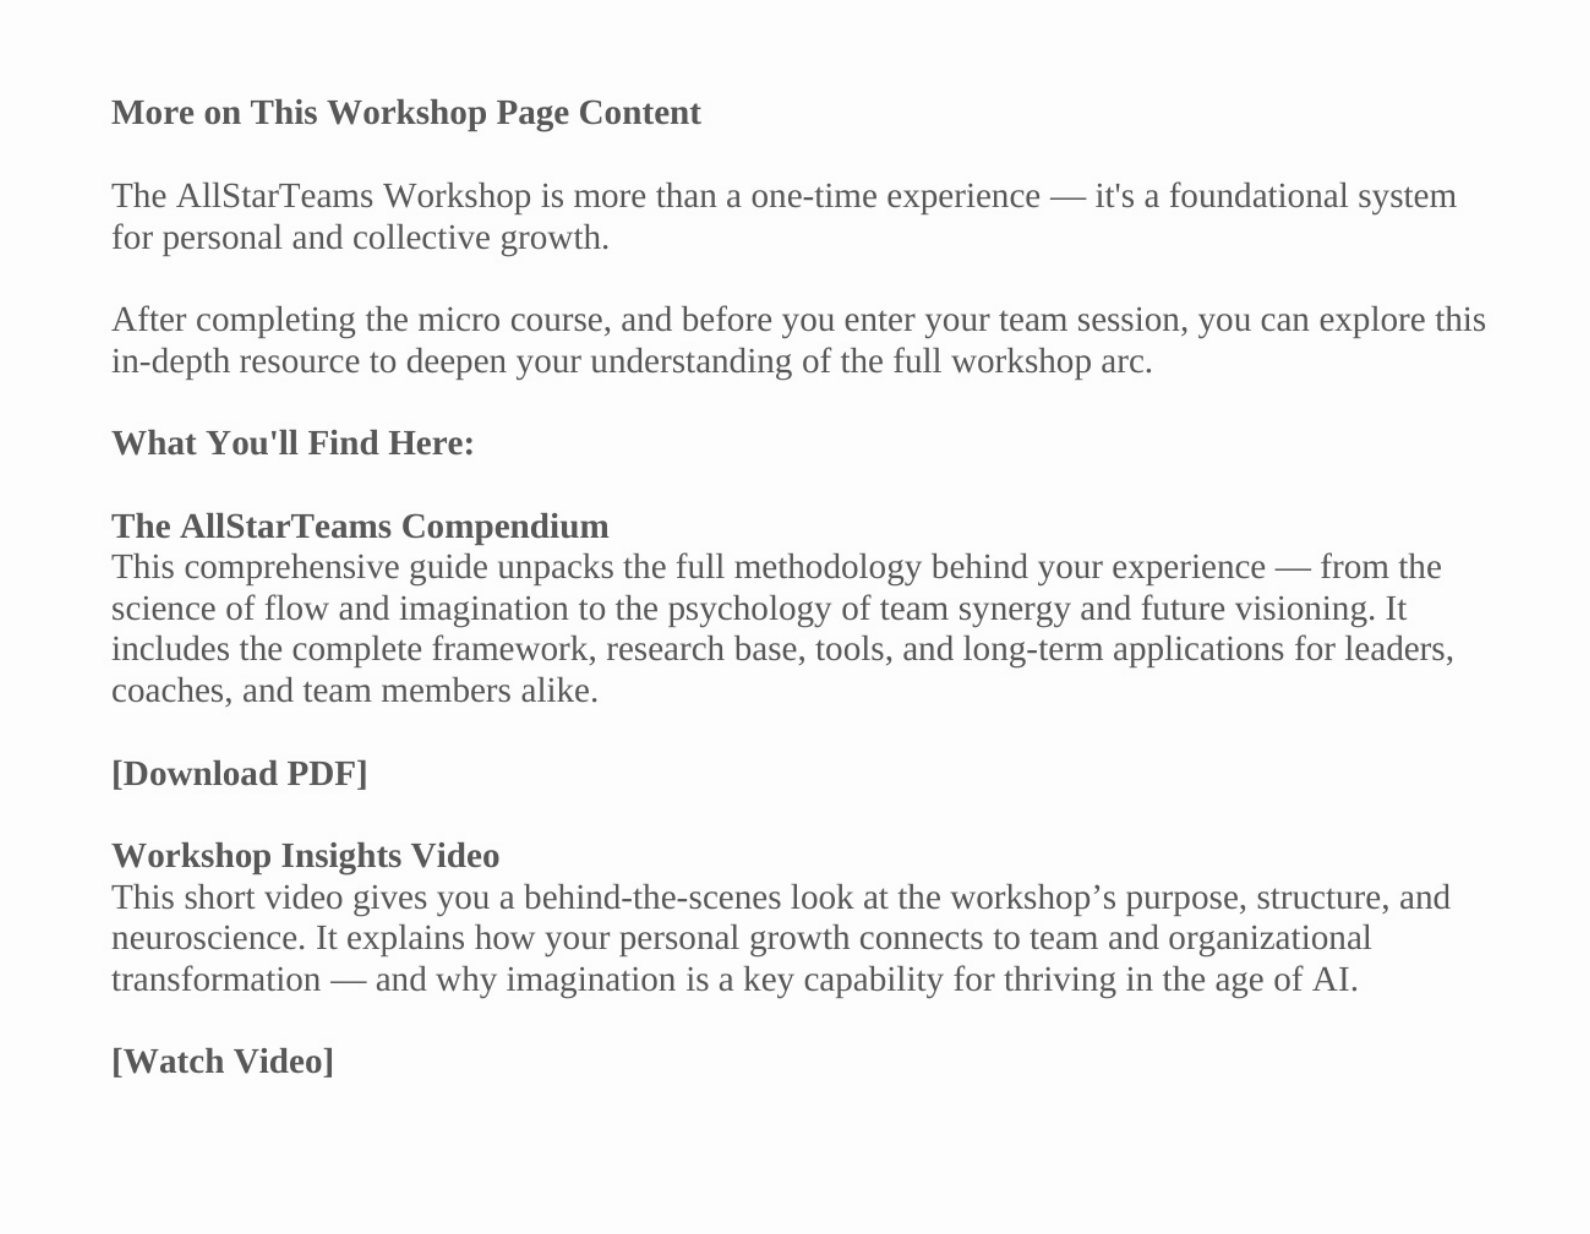 More on This Workshop Page Content
The AllStarTeams Workshop is more than a one-time experience — it's a foundational system
for personal and collective growth.
After completing the micro course, and before you enter your team session, you can explore this
in-depth resource to deepen your understanding of the full workshop arc.
What You'll Find Here:
The AllStarTeams Compendium
This comprehensive guide unpacks the full methodology behind your experience — from the
science of flow and imagination to the psychology of team synergy and future visioning. It
includes the complete framework, research base, tools, and long-term applications for leaders,
coaches, and team members alike.
[Download PDF]
Workshop Insights Video
This short video gives you a behind-the-scenes look at the workshop’s purpose, structure, and
neuroscience. It explains how your personal growth connects to team and organizational
transformation — and why imagination is a key capability for thriving in the age of AI.
[Watch Video]